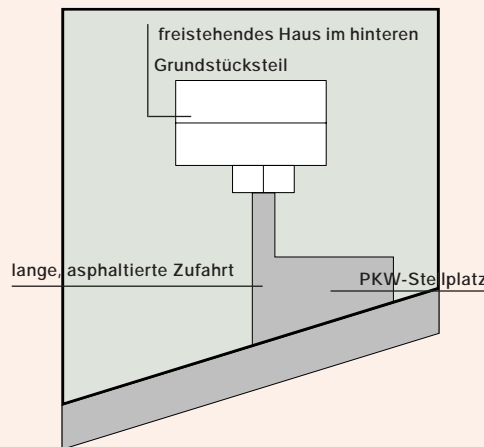 freistehendes Haus im hinteren
Grundstücksteil
lange, asphaltierte Zufahrt
PKW-Stellplatz